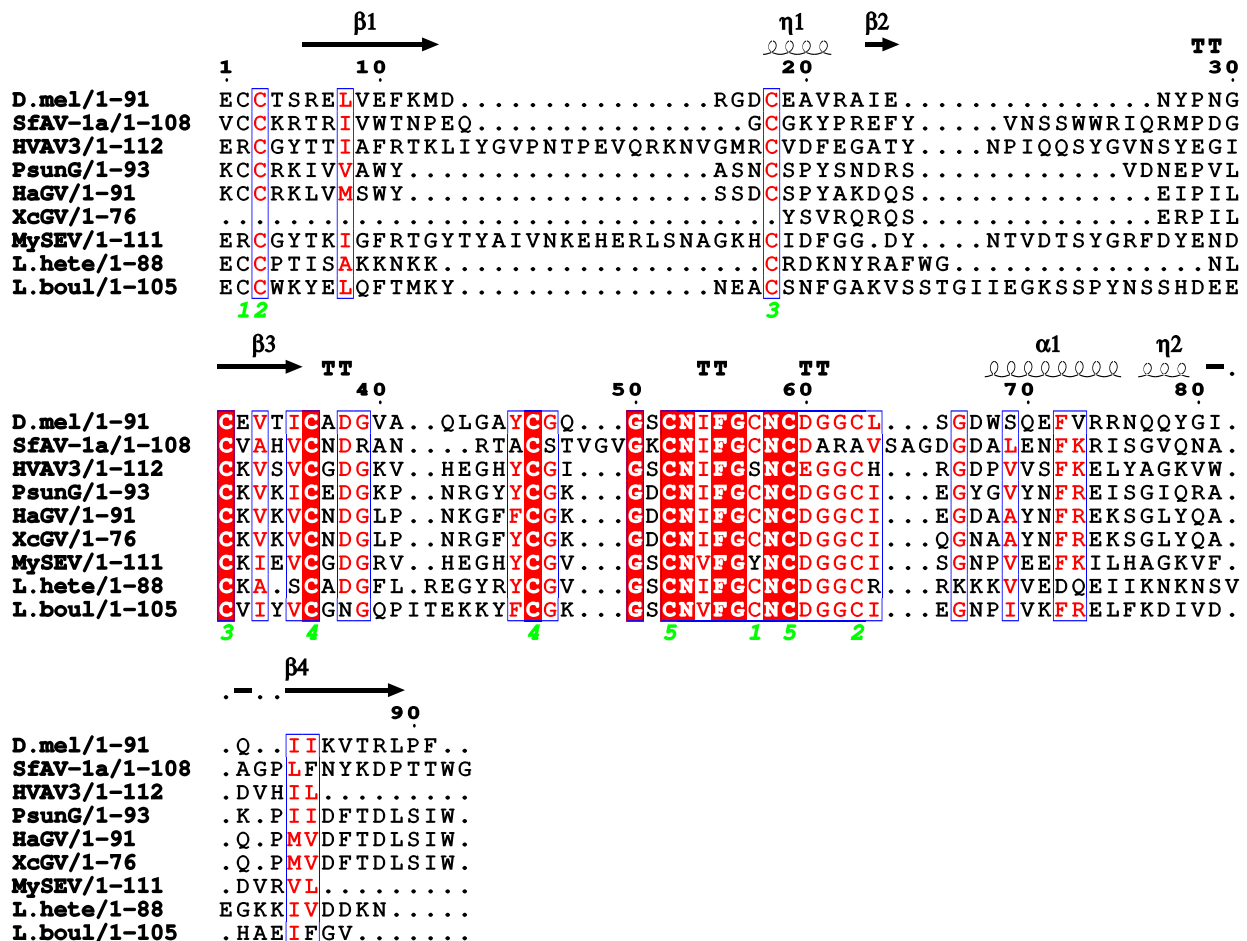 β1 η1 β2 TT
1 10 20 30
D.mel/1-91 ECCTSRELVEFKMD...............RGDCEAVRAIE...............NYPNG
SfAV-1a/1-108 VCCKRTRIVWTNPEQ................GCGKYPREFY.....VNSSWWRIQRMPDG
HVAV3/1-112 ERCGYTTIAFRTKLIYGVPNTPEVQRKNVGMRCVDFEGATY....NPIQQSYGVNSYEGI
PsunG/1-93 KCCRKIVVAWY..................ASNCSPYSNDRS............VDNEPVL
HaGV/1-91 KCCRKLVMSWY..................SSDCSPYAKDQS..............EIPIL
XcGV/1-76 .................................YSVRQRQS..............ERPIL
MySEV/1-111 ERCGYTKIGFRTGYTYAIVNKEHERLSNAGKHCIDFGG.DY....NTVDTSYGRFDYEND
L.hete/1-88 ECCPTISAKKNKK...................CRDKNYRAFWG...............NL
L.boul/1-105 ECCWKYELQFTMKY...............NEACSNFGAKVSSTGIIEGKSSPYNSSHDEE
1 2 3
β3 TT TT TT α1 η2
40 50 60 70 80
D.mel/1-91 CEVTICADGVA..QLGAYCGQ...GSCNIFGCNCDGGCL...SGDWSQEFVRRNQQYGI.
SfAV-1a/1-108 CVAHVCNDRAN...RTACSTVGVGKCNIFGCNCDARAVSAGDGDALENFKRISGVQNA.
HVAV3/1-112 CKVSVCGDGKV..HEGHYCGI...GSCNIFGSNCEGGCH...RGDPVVSFKELYAGKVW.
PsunG/1-93 CKVKICEDGKP..NRGYYCGK...GDCNIFGCNCDGGCI...EGYGVYNFREISGIQRA.
HaGV/1-91 CKVKVCNDGLP..NKGFFCGK...GDCNIFGCNCDGGCI...EGDAAYNFREKSGLYQA.
XcGV/1-76 CKVKVCNDGLP..NRGFYCGK...GDCNIFGCNCDGGCI...QGNAAYNFREKSGLYQA.
MySEV/1-111 CKIEVCGDGRV..HEGHYCGV...GSCNVFGYNCDGGCI...SGNPVEEFKILHAGKVF.
L.hete/1-88 CKA.SCADGFL.REGYRYCGV...GSCNIFGCNCDGGCR...RKKKVVEDQEIIKNKNSV
L.boul/1-105 CVIYVCGNGQPITEKKYFCGK...GSCNVFGCNCDGGCI...EGNPIVKFRELFKDIVD.
3 4 4 5 1 5 2
β4
90
D.mel/1-91 .Q..IIKVTRLPF..
SfAV-1a/1-108 .AGPLFNYKDPTTWG
HVAV3/1-112 .DVHIL.........
PsunG/1-93 .K.PIIDFTDLSIW.
HaGV/1-91 .Q.PMVDFTDLSIW.
XcGV/1-76 .Q.PMVDFTDLSIW.
MySEV/1-111 .DVRVL.........
L.hete/1-88 EGKKIVDDKN.....
L.boul/1-105 .HAEIFGV.......